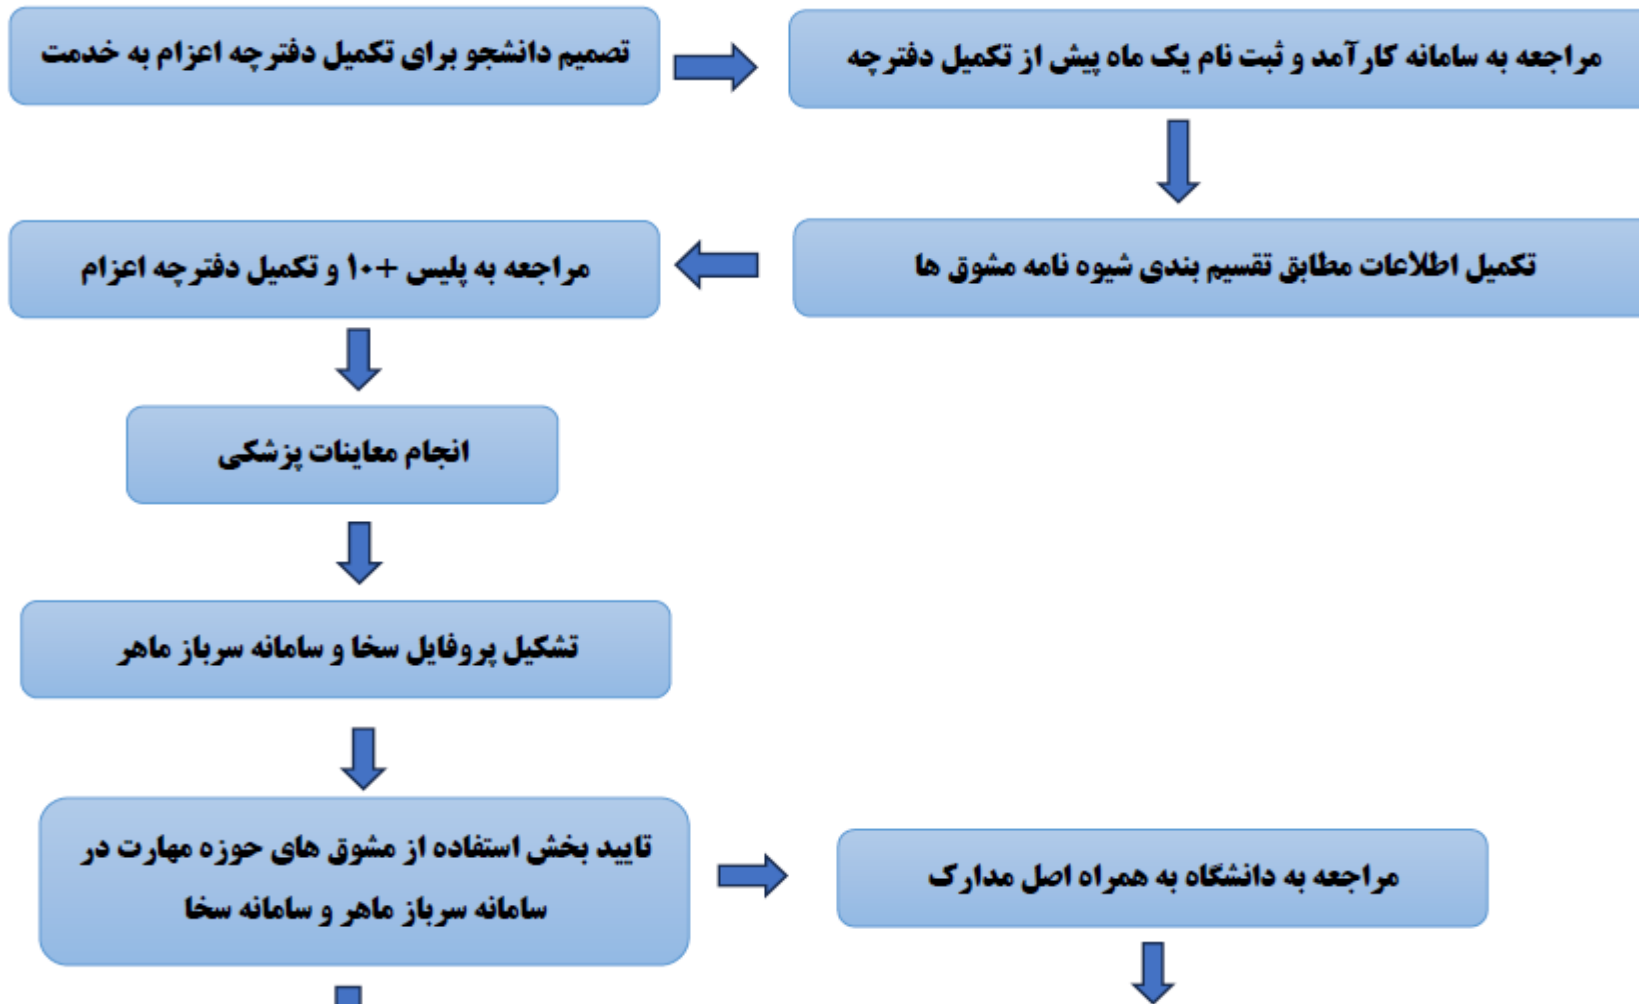 تصمیم دانشجو برای تکمیل دفترچه اعزام به خدمت
مراجعه به سامانه کارآمد و ثبت نام یک ماه پیش از تکمیل دفترچه
تکمیل اطلاعات مطابق تقسیم بندی شیوه نامه مشوق ها
مراجعه به پلیس +۱۰ و تکمیل دفترچه اعزام
انجام معاینات پزشکی
تشکیل پروفایل سخا و سامانه سرباز ماهر
تایید بخش استفاده از مشوق های حوزه مهارت در
سامانه سرباز ماهر و سامانه سخا
مراجعه به دانشگاه به همراه اصل مدارک